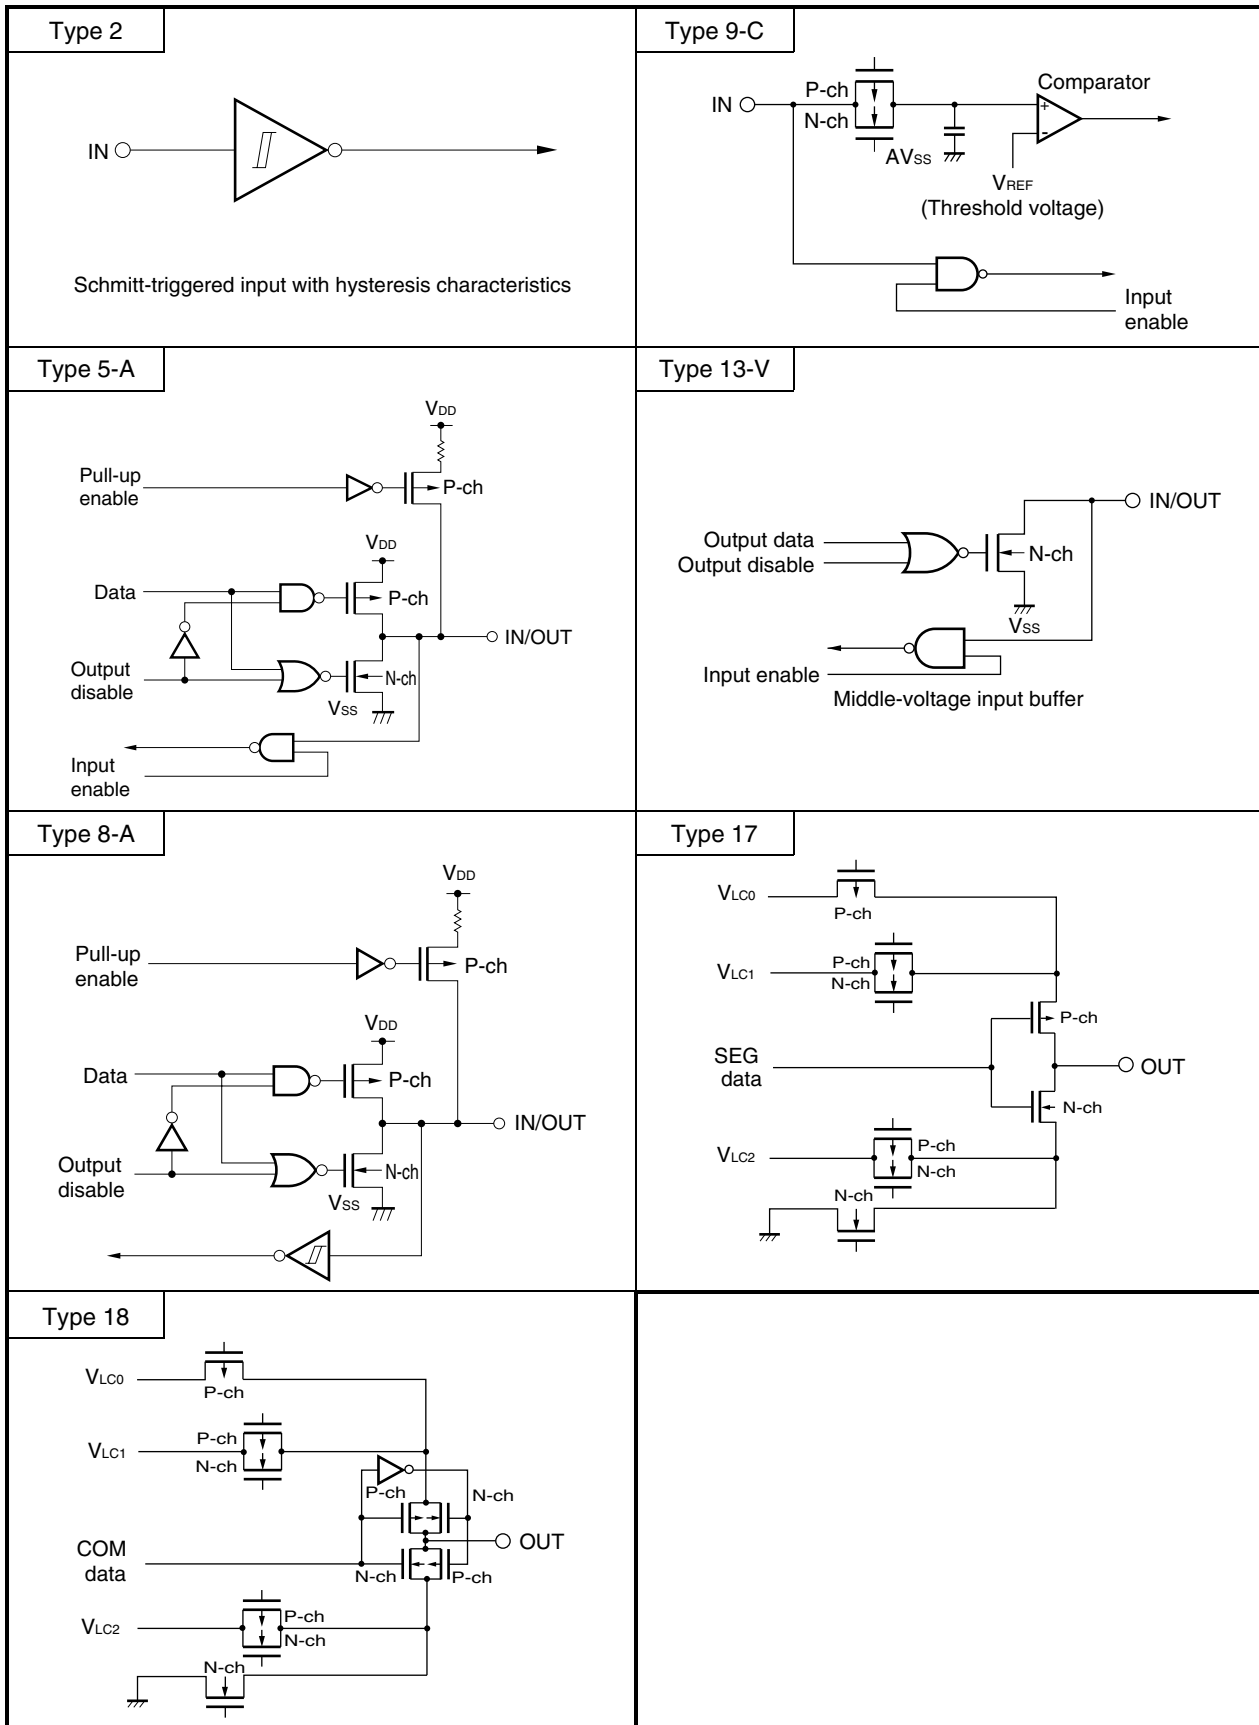 Type 2
IN
Schmitt-triggered input with hysteresis characteristics
Type 9-C
IN
P-ch
N-ch
Comparator
+
-
AVSS
VREF
(Threshold voltage)
Input
enable
Type 5-A
VDD
Pull-up
enable
P-ch
VDD
Data
P-ch
IN/OUT
Output
disable
N-ch
VSS
Input
enable
Type 13-V
IN/OUT
Output data
Output disable
N-ch
VSS
Input enable
Middle-voltage input buffer
Type 8-A
VDD
Pull-up
enable
P-ch
VDD
Data
P-ch
IN/OUT
Output
disable
N-ch
VSS
Type 17
VLC0
P-ch
VLC1
P-ch
N-ch
P-ch
SEG
data
OUT
N-ch
VLC2
P-ch
N-ch
N-ch
Type 18
VLC0
P-ch
VLC1
P-ch
N-ch
P-ch
N-ch
OUT
COM
data
N-ch
P-ch
VLC2
P-ch
N-ch
N-ch